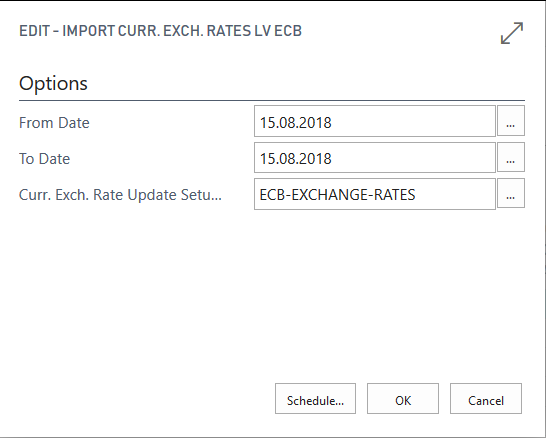 EDIT - IMPORT CURR. EXCH. RATES LV ECB
Options
From Date 15.08.2018 ...
To Date 15.08.2018 ...
Curr. Exch. Rate Update Setu... ECB-EXCHANGE-RATES ...
Schedule... OK Cancel